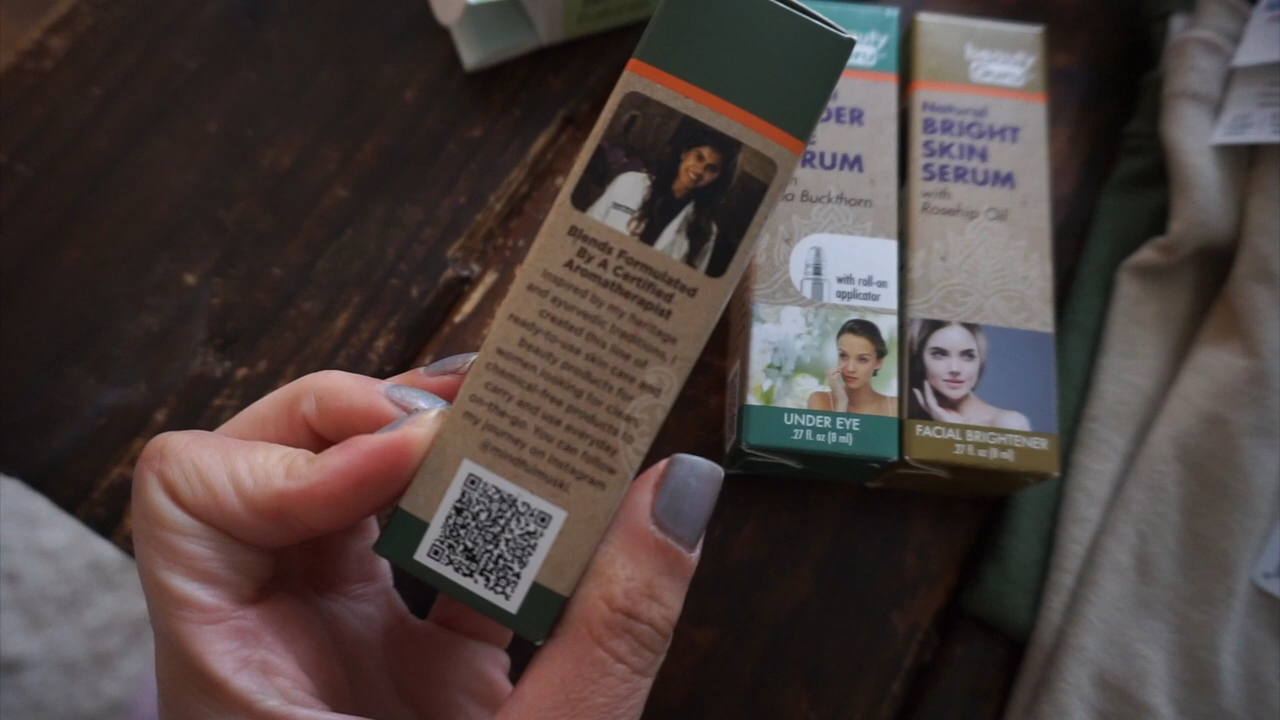 Blends Formulated
By A Certified
Aromatherapist
Inspired by my heritage
and ayurvedic traditions, I
created this line of
ready-to-use skin care and
beauty products for
women looking for clean,
chemical-free products to
carry and use everyday
on-the-go. You can follow
my journey on Instagram
DER
RUM
Buckthorn
with roll-on
applicator
UNDER EYE
.27 fl. oz (8 ml)
beauty
Guru
Natural
BRIGHT
SKIN
SERUM
with
Rosehip Oil
FACIAL BRIGHTENER
.27 fl. oz (8 ml)